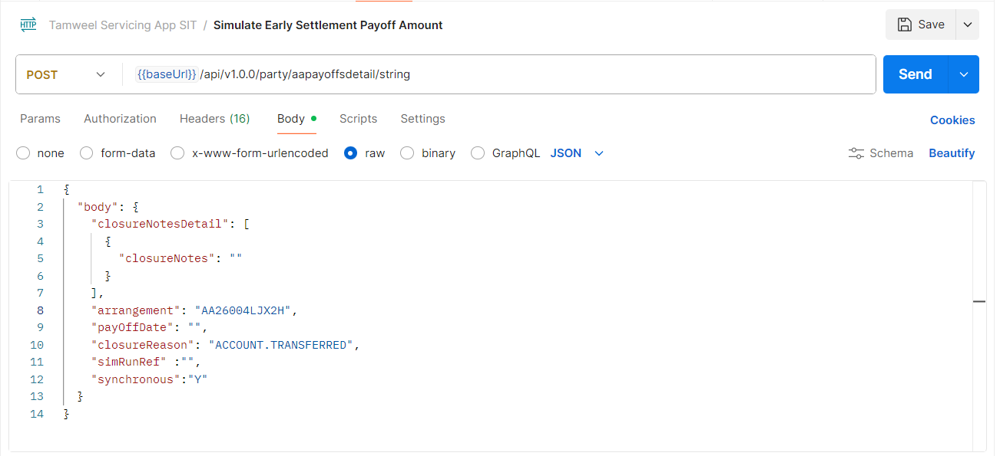 HTTP Tamweel Servicing App SIT / Simulate Early Settlement Payoff Amount Save
POST {{baseUrl}}/api/v1.0.0/party/aapayoffsdetail/string Send
Params Authorization Headers (16) Body Scripts Settings Cookies
none form-data x-www-form-urlencoded raw binary GraphQL JSON Schema Beautify
1 {
2 "body": {
3 "closureNotesDetail": [
4 {
5 "closureNotes": ""
6 }
7 ],
8 "arrangement": "AA26004LJX2H",
9 "payOffDate": "",
10 "closureReason": "ACCOUNT.TRANSFERRED",
11 "simRunRef" :"",
12 "synchronous":"Y"
13 }
14 }